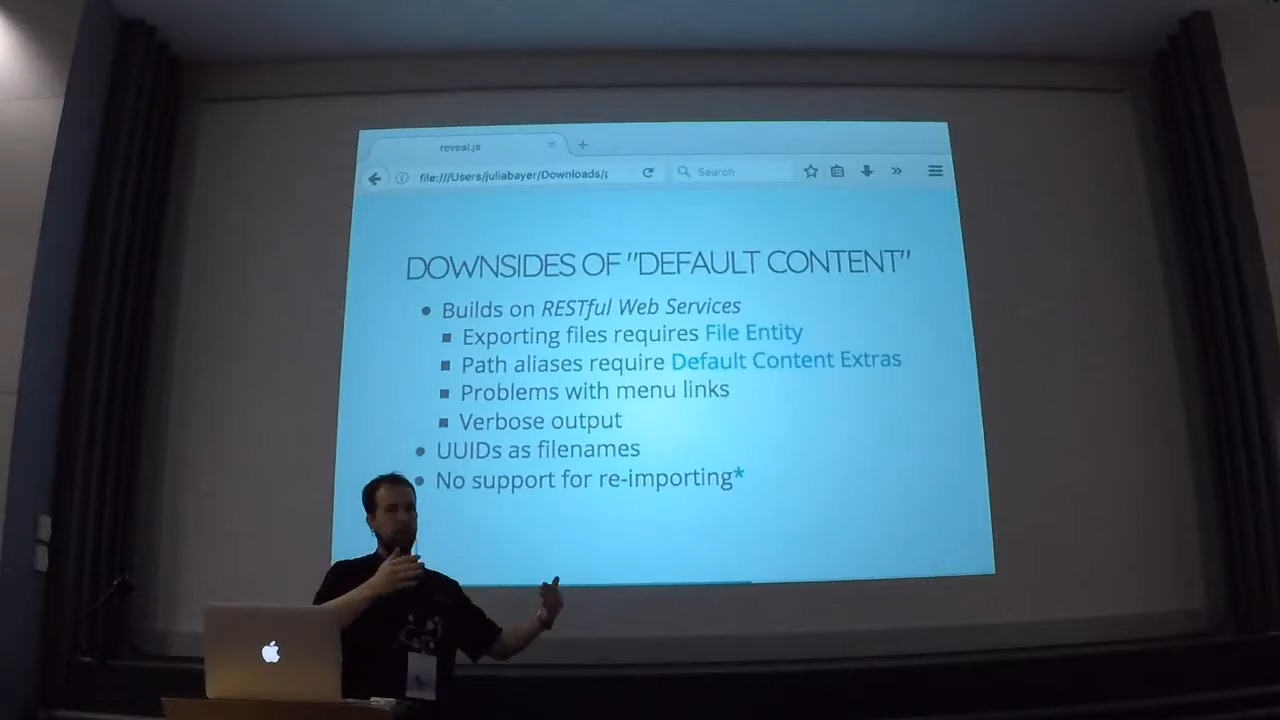 reveal.js
file:///Users/juliabayer/Downloads/
Search
DOWNSIDES OF "DEFAULT CONTENT"
Builds on RESTful Web Services
Exporting files requires File Entity
Path aliases require Default Content Extras
Problems with menu links
Verbose output
UUIDs as filenames
No support for re-importing*